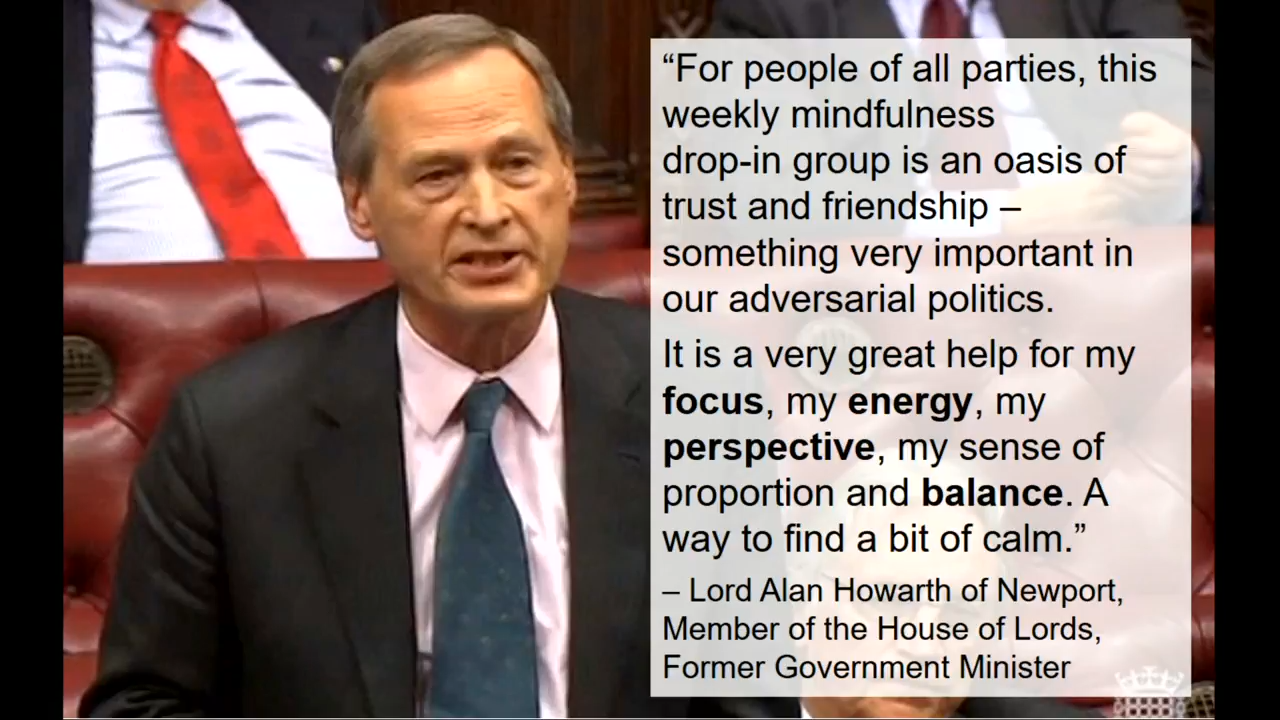 “For people of all parties, this
weekly mindfulness
drop-in group is an oasis of
trust and friendship –
something very important in
our adversarial politics.
It is a very great help for my
focus, my energy, my
perspective, my sense of
proportion and balance. A
way to find a bit of calm.”
– Lord Alan Howarth of Newport,
Member of the House of Lords,
Former Government Minister